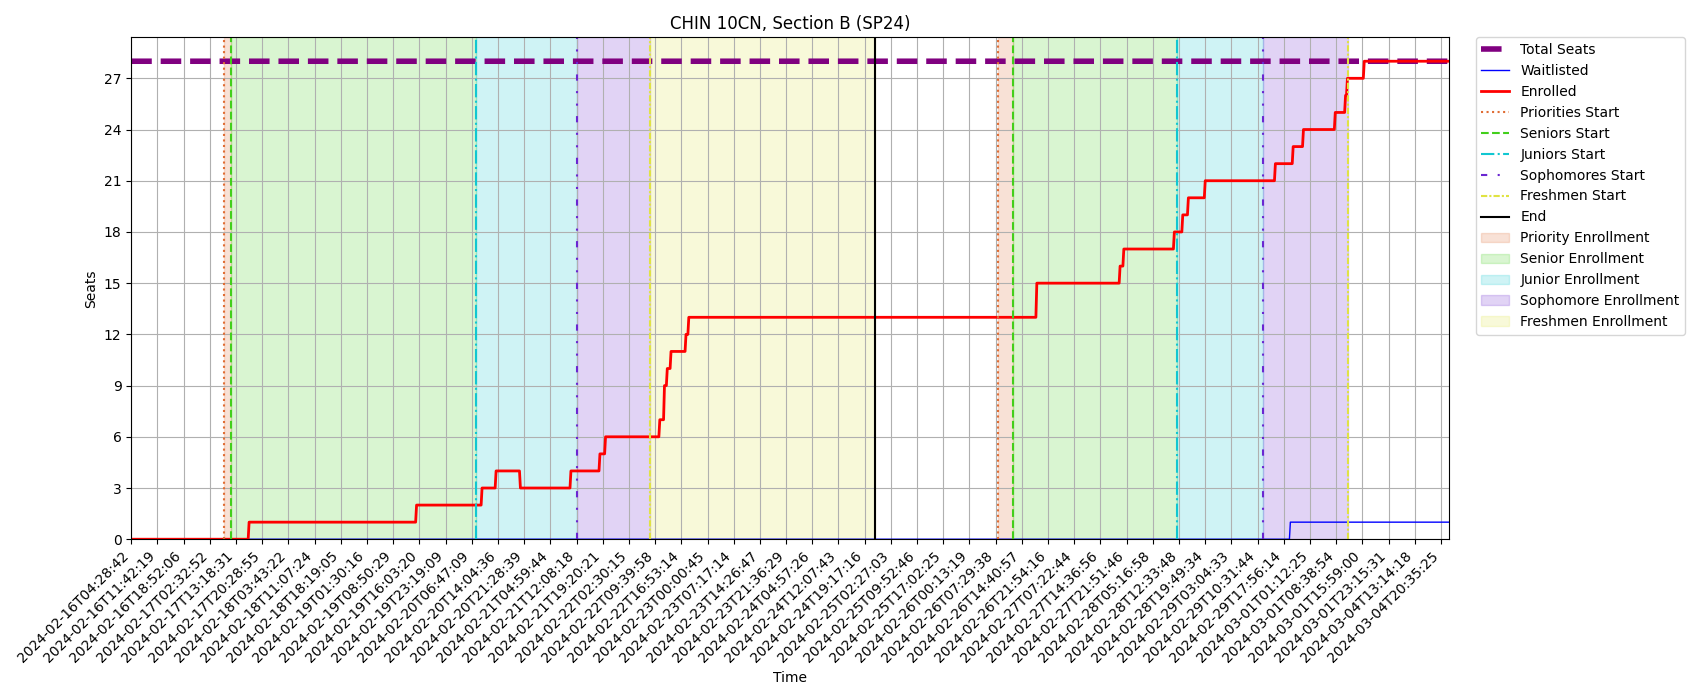 CHIN 10CN, Section B (SP24)
Seats
27
24
21
18
15
12
9
6
3
0
2024-02-16T04:28:42
2024-02-16T11:42:19
2024-02-16T18:52:06
2024-02-17T02:32:52
2024-02-17T13:18:31
2024-02-17T20:28:55
2024-02-18T03:43:22
2024-02-18T11:07:24
2024-02-18T18:19:05
2024-02-19T01:30:16
2024-02-19T08:50:29
2024-02-19T16:03:20
2024-02-19T23:19:09
2024-02-20T06:47:09
2024-02-20T14:04:36
2024-02-20T21:28:39
2024-02-21T04:59:44
2024-02-21T12:08:18
2024-02-21T19:20:21
2024-02-22T02:30:15
2024-02-22T09:39:58
2024-02-22T16:53:14
2024-02-23T00:00:45
2024-02-23T07:17:14
2024-02-23T14:26:47
2024-02-23T21:36:29
2024-02-24T04:57:26
2024-02-24T12:07:43
2024-02-24T19:17:16
2024-02-25T02:27:03
2024-02-25T09:52:46
2024-02-25T17:02:25
2024-02-26T00:13:19
2024-02-26T07:29:38
2024-02-26T14:40:57
2024-02-26T21:54:16
2024-02-27T07:22:44
2024-02-27T14:36:56
2024-02-27T21:51:46
2024-02-28T05:16:58
2024-02-28T12:33:48
2024-02-28T19:49:34
2024-02-29T03:04:33
2024-02-29T10:31:44
2024-02-29T17:56:14
2024-03-01T01:12:25
2024-03-01T08:38:54
2024-03-01T15:59:00
2024-03-01T23:15:31
2024-03-04T13:14:18
2024-03-04T20:35:25
Time
Total Seats
Waitlisted
Enrolled
Priorities Start
Seniors Start
Juniors Start
Sophomores Start
Freshmen Start
End
Priority Enrollment
Senior Enrollment
Junior Enrollment
Sophomore Enrollment
Freshmen Enrollment